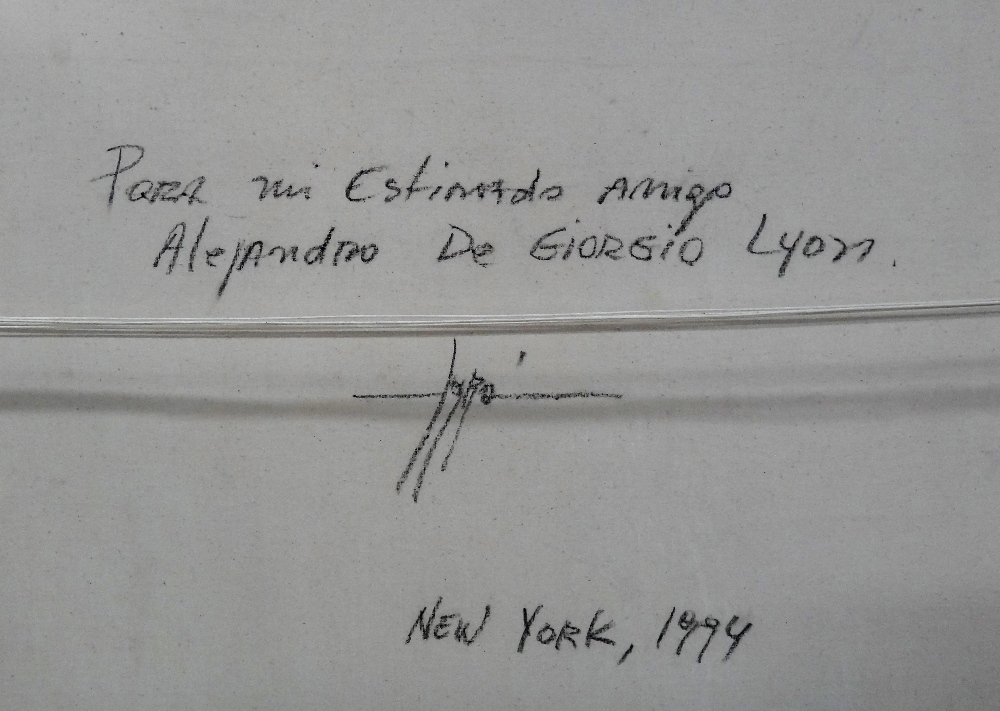 Para mi Estimado Amigo
Alejandro De Giorgio Lyon.
New York, 1994